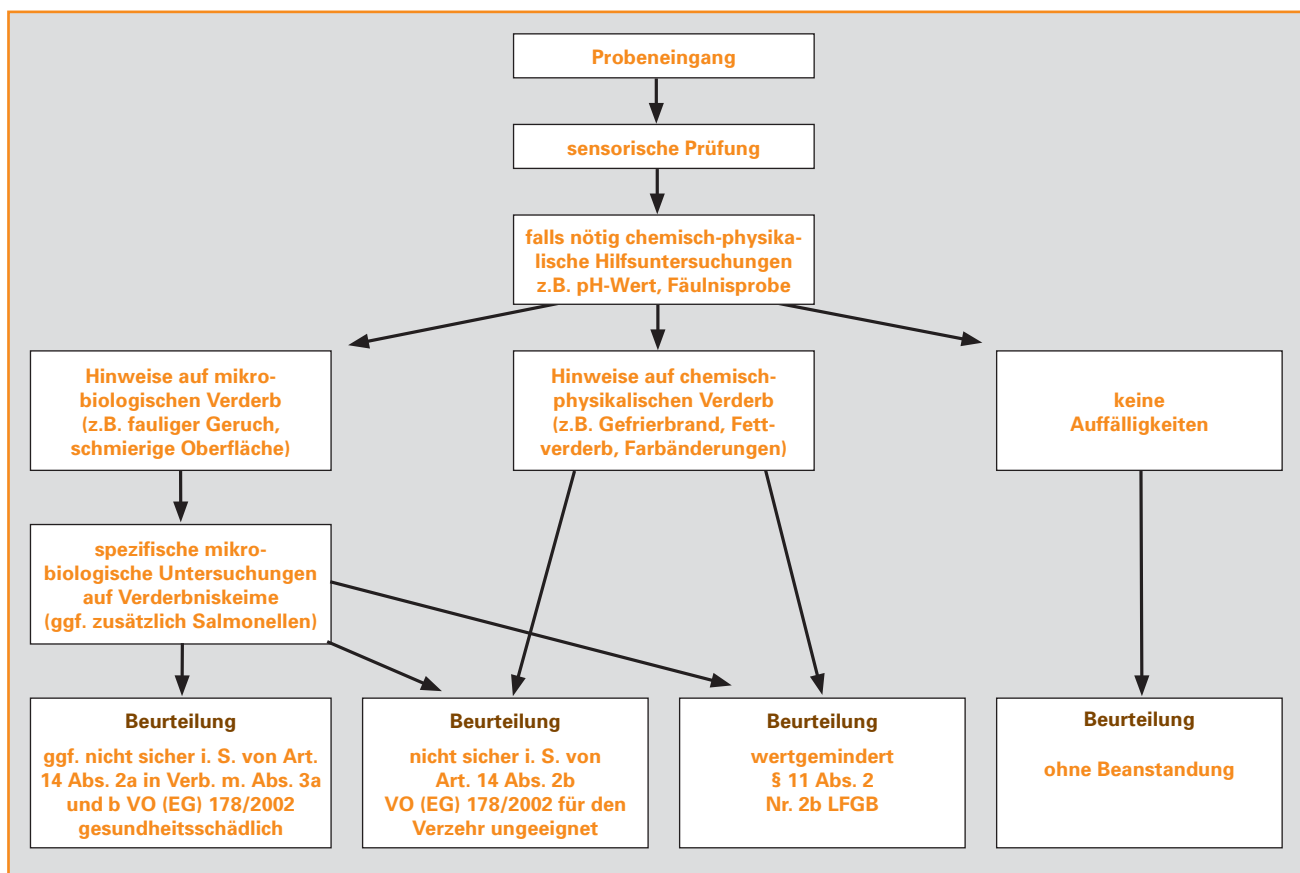 Probeneingang
sensorische Prüfung
falls nötig chemisch-physika-
lische Hilfsuntersuchungen
z.B. pH-Wert, Fäulnisprobe
Hinweise auf mikro-
biologischen Verderb
(z.B. fauliger Geruch,
schmierige Oberfläche)
Hinweise auf chemisch-
physikalischen Verderb
(z.B. Gefrierbrand, Fett-
verderb, Farbänderungen)
keine
Auffälligkeiten
spezifische mikro-
biologische Untersuchungen
auf Verderbniskeime
(ggf. zusätzlich Salmonellen)
Beurteilung
ggf. nicht sicher i. S. von Art.
14 Abs. 2a in Verb. m. Abs. 3a
und b VO (EG) 178/2002
gesundheitsschädlich
Beurteilung
nicht sicher i. S. von
Art. 14 Abs. 2b
VO (EG) 178/2002 für den
Verzehr ungeeignet
Beurteilung
wertgemindert
§ 11 Abs. 2
Nr. 2b LFGB
Beurteilung
ohne Beanstandung